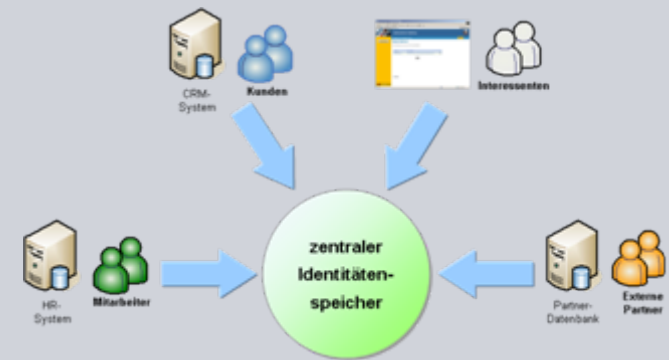 CRM-
System
Kunden
Interessenten
zentraler
Identitäten-
speicher
HR-
System
Mitarbeiter
Partner-
Datenbank
Externe
Partner